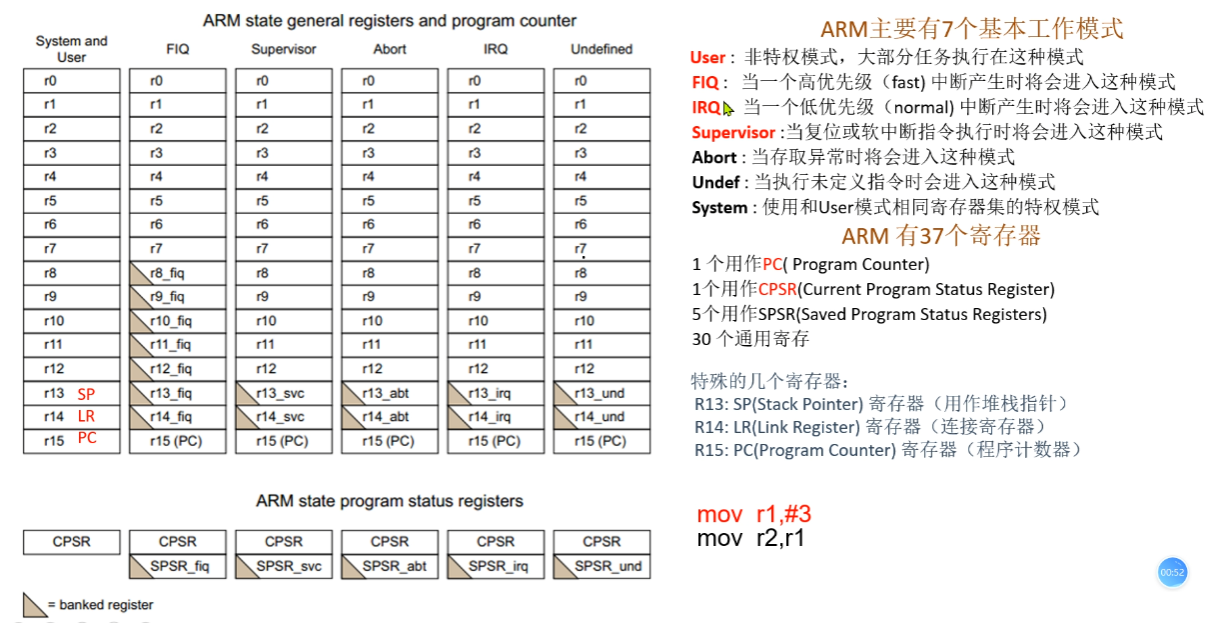 ARM state general registers and program counter
System and User FIQ Supervisor Abort IRQ Undefined
r0 r0 r0 r0 r0 r0
r1 r1 r1 r1 r1 r1
r2 r2 r2 r2 r2 r2
r3 r3 r3 r3 r3 r3
r4 r4 r4 r4 r4 r4
r5 r5 r5 r5 r5 r5
r6 r6 r6 r6 r6 r6
r7 r7 r7 r7 r7 r7
r8 r8_fiq r8 r8 r8 r8
r9 r9_fiq r9 r9 r9 r9
r10 r10_fiq r10 r10 r10 r10
r11 r11_fiq r11 r11 r11 r11
r12 r12_fiq r12 r12 r12 r12
r13 SP r13_fiq r13_svc r13_abt r13_irq r13_und
r14 LR r14_fiq r14_svc r14_abt r14_irq r14_und
r15 PC r15 (PC) r15 (PC) r15 (PC) r15 (PC) r15 (PC)
ARM state program status registers
CPSR CPSR CPSR CPSR CPSR CPSR
SPSR_fiq SPSR_svc SPSR_abt SPSR_irq SPSR_und
= banked register
ARM主要有7个基本工作模式
User : 非特权模式，大部分任务执行在这种模式
FIQ : 当一个高优先级（fast) 中断产生时将会进入这种模式
IRQ 当一个低优先级（normal) 中断产生时将会进入这种模式
Supervisor :当复位或软中断指令执行时将会进入这种模式
Abort : 当存取异常时将会进入这种模式
Undef : 当执行未定义指令时会进入这种模式
System : 使用和User模式相同寄存器集的特权模式
ARM 有37个寄存器
1 个用作PC( Program Counter)
1个用作CPSR(Current Program Status Register)
5个用作SPSR(Saved Program Status Registers)
30 个通用寄存
特殊的几个寄存器：
R13: SP(Stack Pointer) 寄存器（用作堆栈指针）
R14: LR(Link Register) 寄存器（连接寄存器）
R15: PC(Program Counter) 寄存器（程序计数器）
mov r1,#3
mov r2,r1
00:52